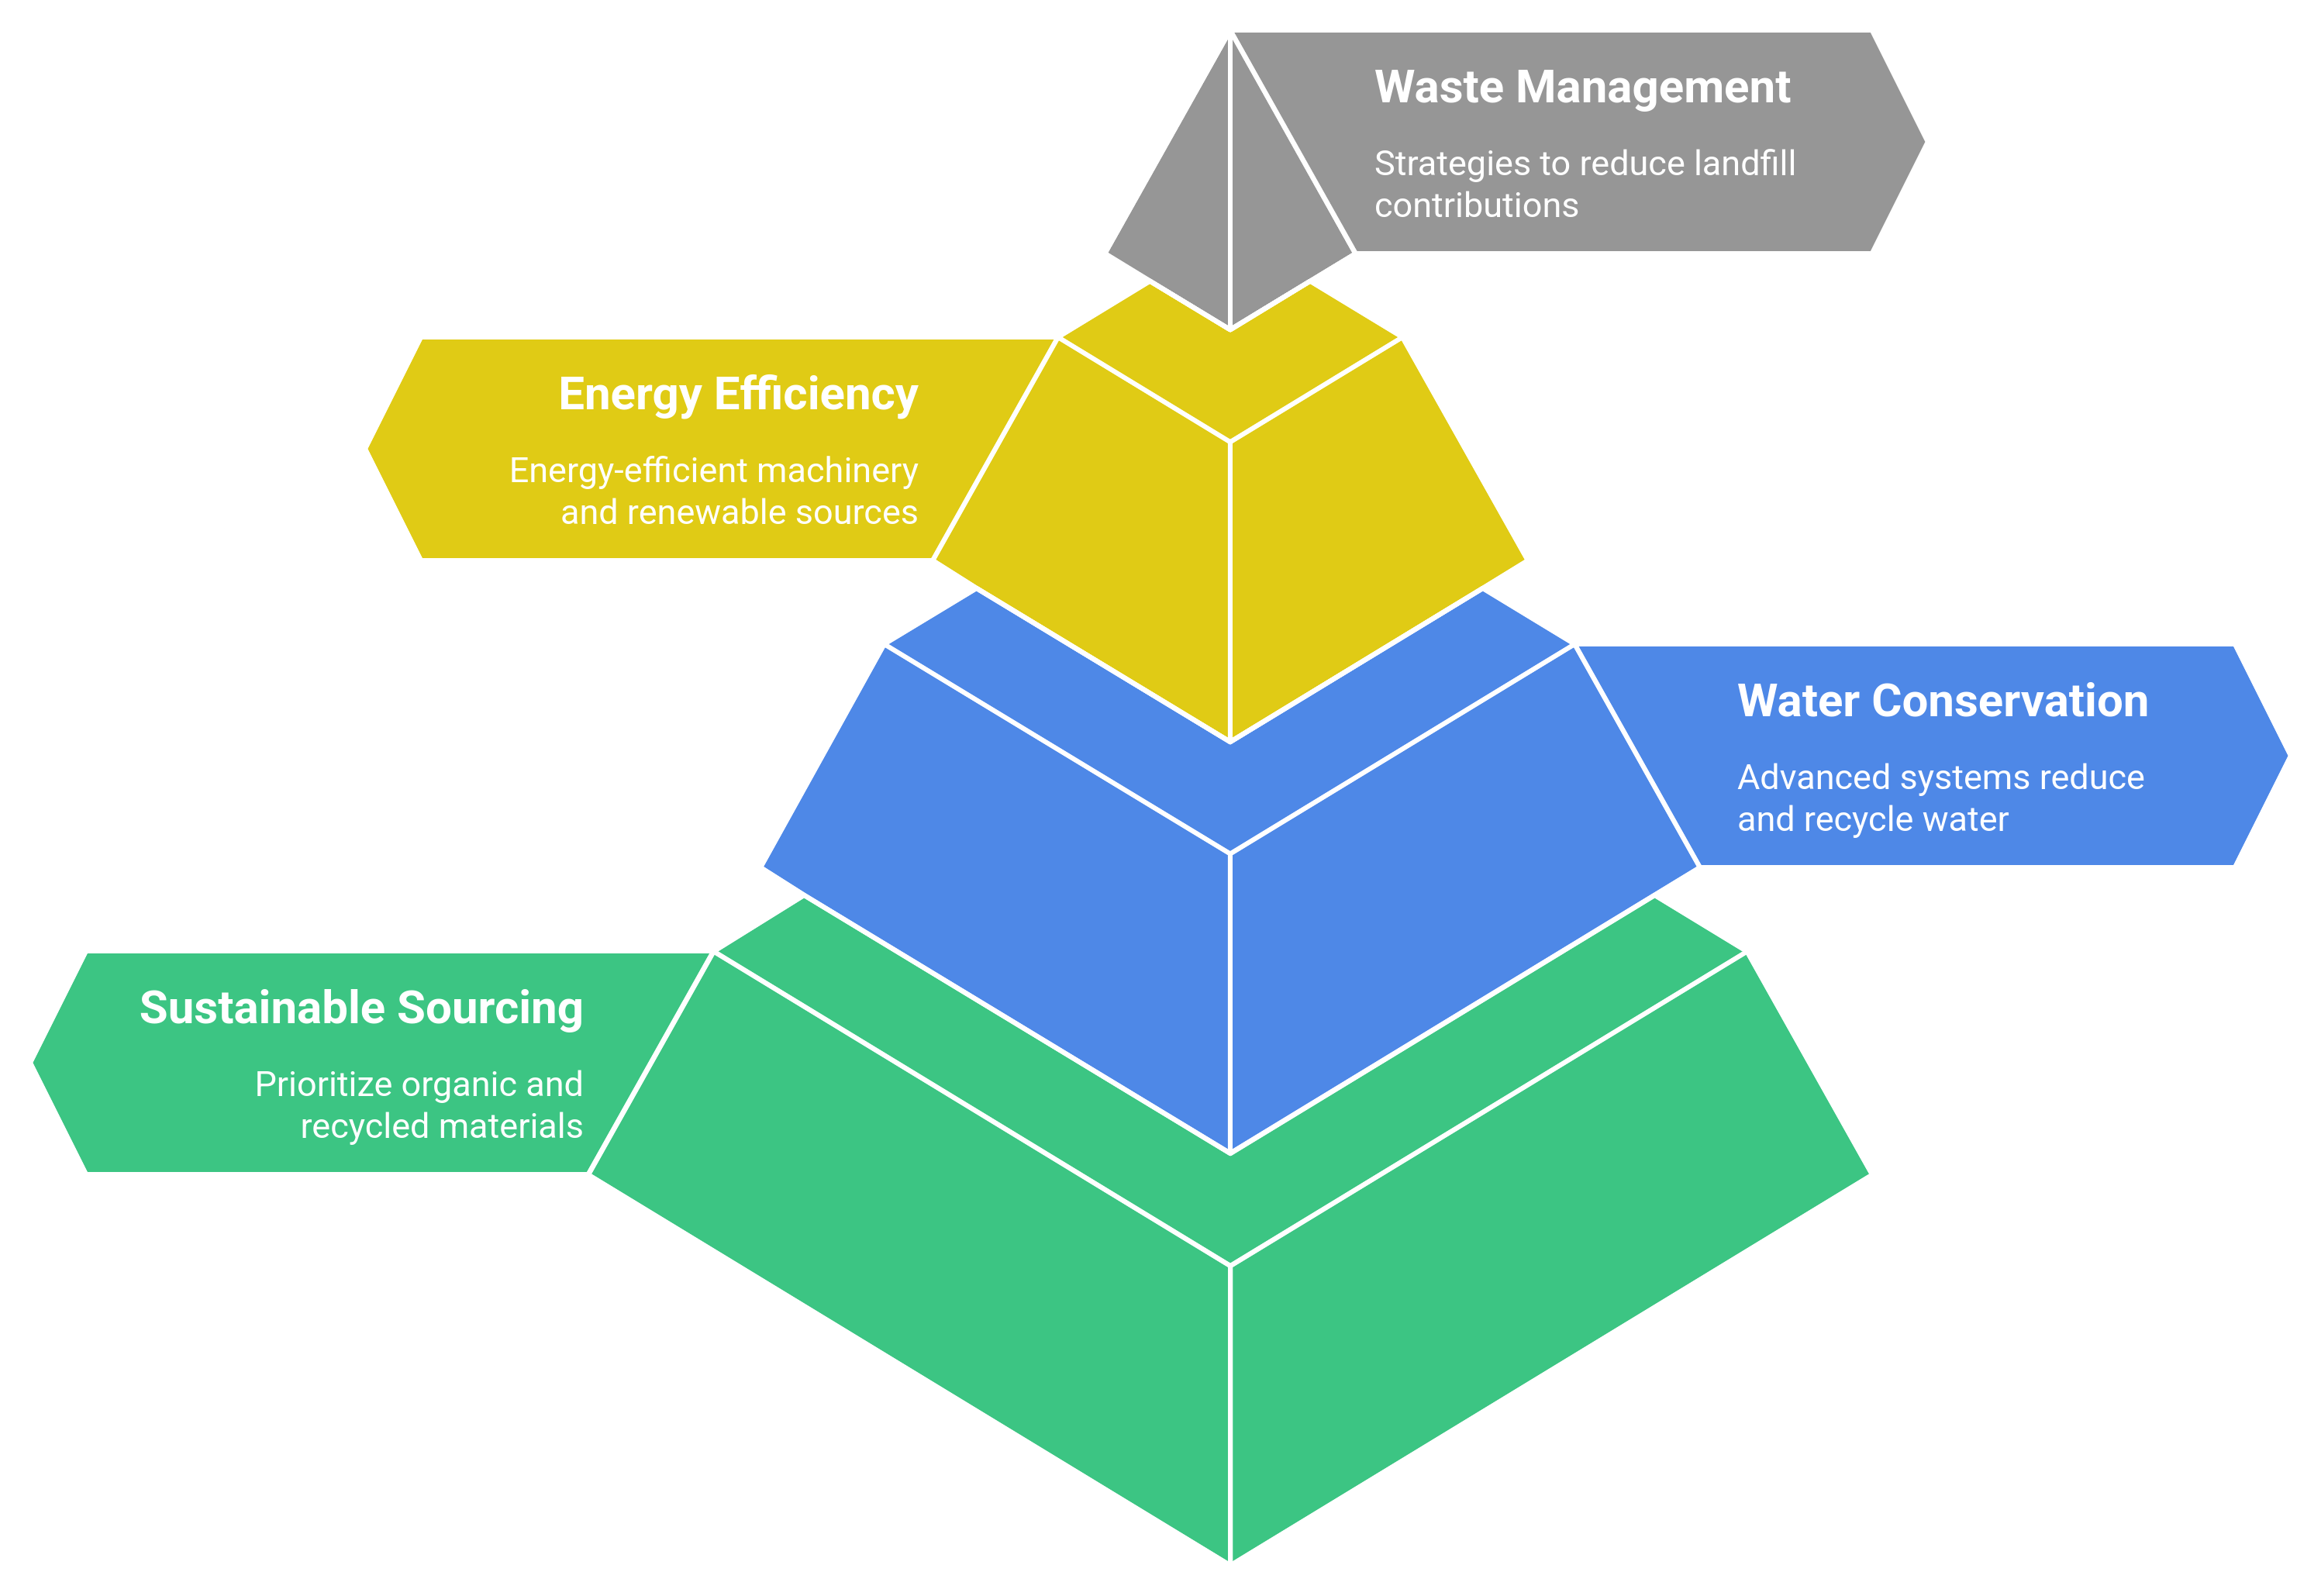 Waste Management
Strategies to reduce landfill
contributions
Energy Efficiency
Energy-efficient machinery
and renewable sources
Water Conservation
Advanced systems reduce
and recycle water
Sustainable Sourcing
Prioritize organic and
recycled materials